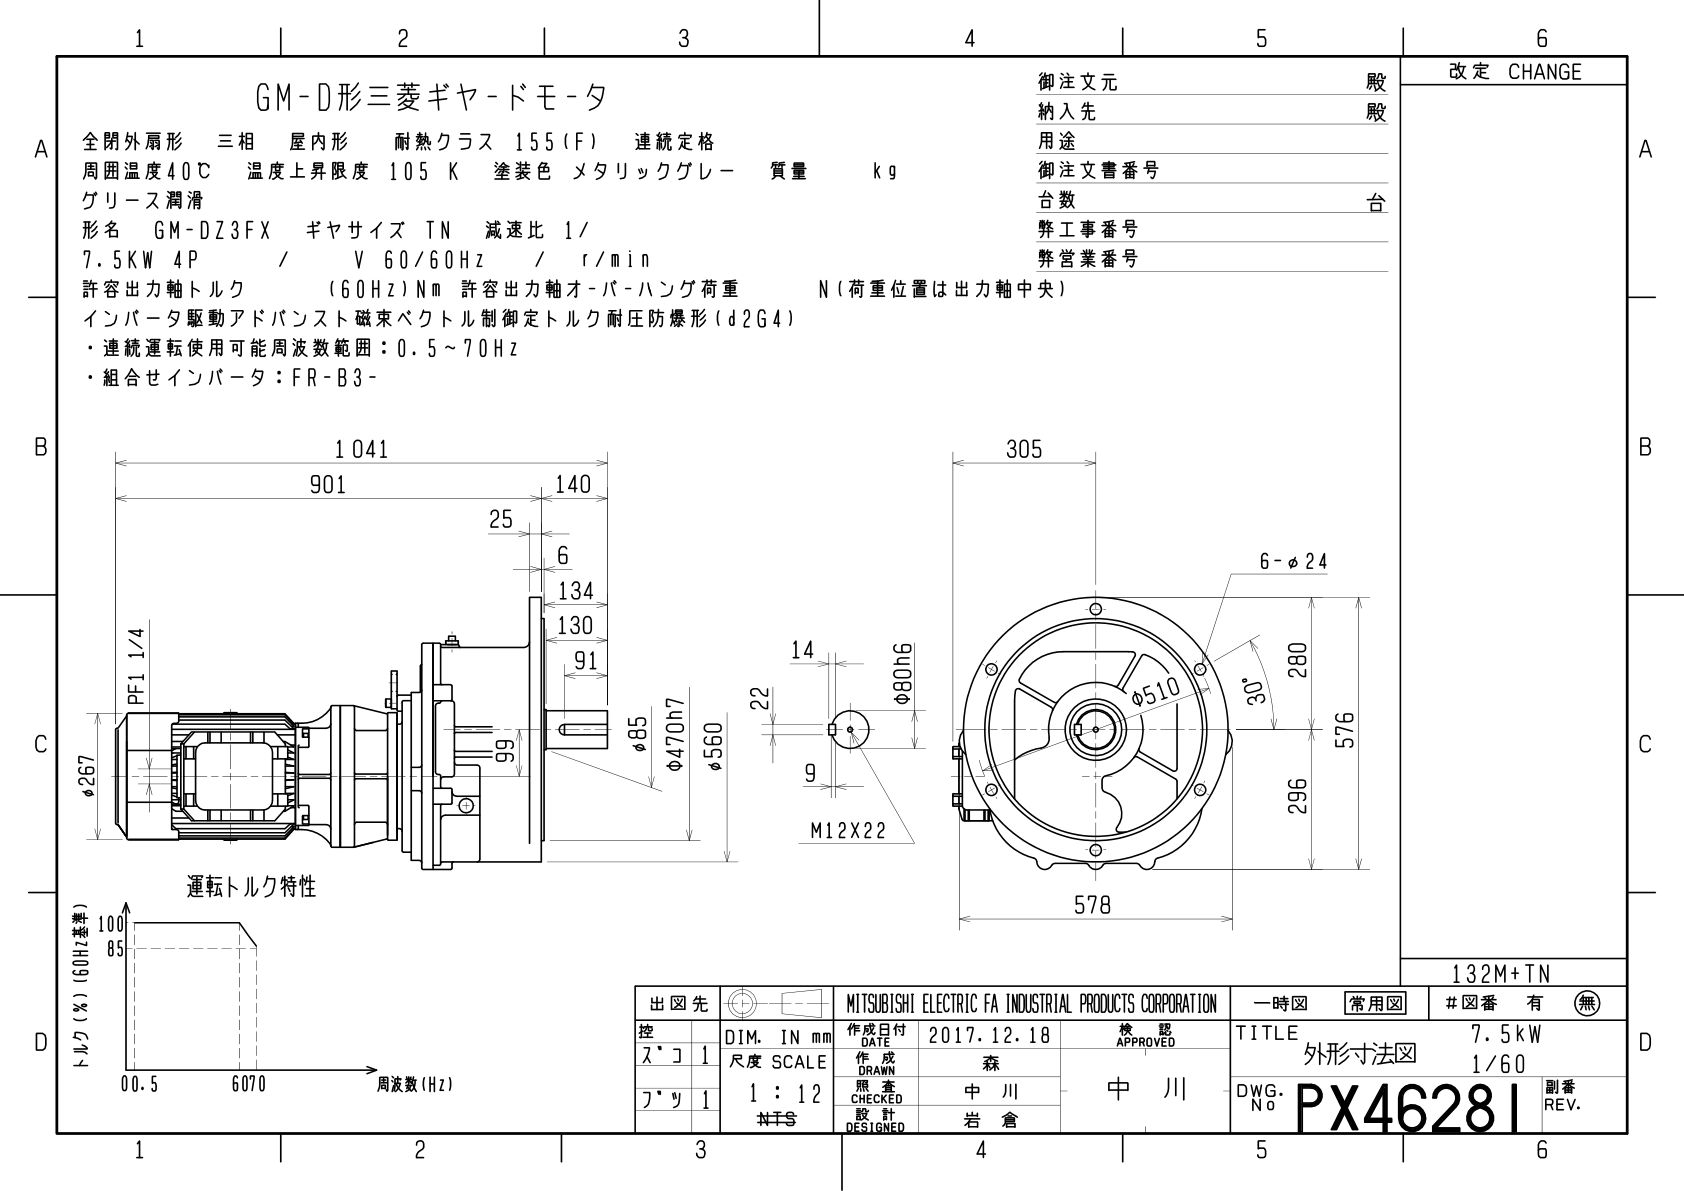 1 2 3 4 5 6
改定 CHANGE
GM-D形三菱ギヤ-ドモ-タ
全閉外扇形 三相 屋内形 耐熱クラス 155(F) 連続定格
周囲温度40℃ 温度上昇限度 105 K 塗装色 メタリックグレー 質量 kg
グリース潤滑
形名 GM-DZ3FX ギヤサイズ TN 減速比 1/
7.5KW 4P / V 60/60Hz / r/min
許容出力軸トルク (60Hz)Nm 許容出力軸オ-バ-ハング荷重 N(荷重位置は出力軸中央)
インバータ駆動アドバンスト磁束ベクトル制御定トルク耐圧防爆形(d2G4)
・連続運転使用可能周波数範囲：0.5～70Hz
・組合せインバータ：FR-B3-
御注文元 殿
納入先 殿
用途
御注文書番号
台数 台
弊工事番号
弊営業番号
A A
B B
C C
D D
1041
901 140
25
6
134
130
91
PF1 1/4
φ267
99
φ85
φ470h7
φ560
14
22
9
φ80h6
M12X22
305
6-φ24
φ510
30°
280
576
296
578
運転トルク特性
トルク(%)(60Hz基準)
100
85
0 0.5 60 70
周波数(Hz)
132M+TN
出図先
MITSUBISHI ELECTRIC FA INDUSTRIAL PRODUCTS CORPORATION
一時図 常用図 #図番 有 無
控
ズコ 1
ブツ 1
DIM. IN mm
尺度 SCALE
1 : 12
NTS
作成日付 DATE 2017.12.18
作成 DRAWN 森
照査 CHECKED 中川
設計 DESIGNED 岩倉
検認 APPROVED
中川
TITLE 7.5kW
外形寸法図 1/60
DWG. No PX46281
副番 REV.
1 2 3 4 5 6